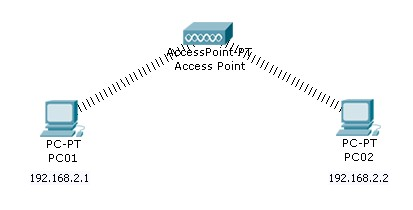 AccessPoint-PT
Access Point
PC-PT
PC01
192.168.2.1
PC-PT
PC02
192.168.2.2